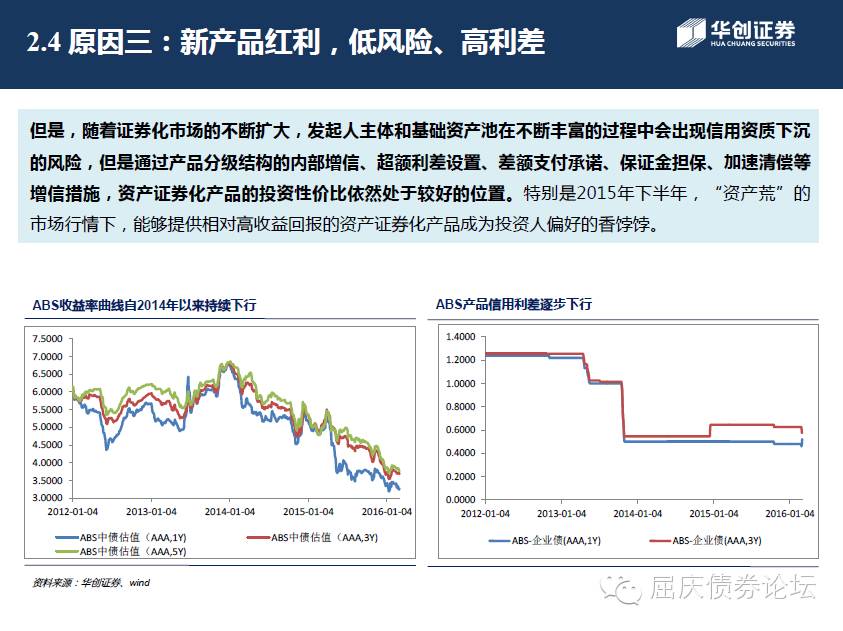 2.4 原因三：新产品红利，低风险、高利差
华创证券
HUA CHUANG SECURITIES
但是，随着证券化市场的不断扩大，发起人主体和基础资产池在不断丰富的过程中会出现信用资质下沉
的风险，但是通过产品分级结构的内部增信、超额利差设置、差额支付承诺、保证金担保、加速清偿等
增信措施，资产证券化产品的投资性价比依然处于较好的位置。特别是2015年下半年，“资产荒”的
市场行情下，能够提供相对高收益回报的资产证券化产品成为投资人偏好的香饽饽。
ABS收益率曲线自2014年以来持续下行
7.5000
7.0000
6.5000
6.0000
5.5000
5.0000
4.5000
4.0000
3.5000
3.0000
2012-01-04 2013-01-04 2014-01-04 2015-01-04 2016-01-04
ABS中债估值（AAA,1Y) ABS中债估值（AAA,3Y)
ABS中债估值（AAA,5Y)
ABS产品信用利差逐步下行
1.4000
1.2000
1.0000
0.8000
0.6000
0.4000
0.2000
0.0000
2012-01-04 2013-01-04 2014-01-04 2015-01-04 2016-01-04
ABS-企业债(AAA,1Y) ABS-企业债(AAA,3Y)
资料来源：华创证券、wind
屈庆债券论坛